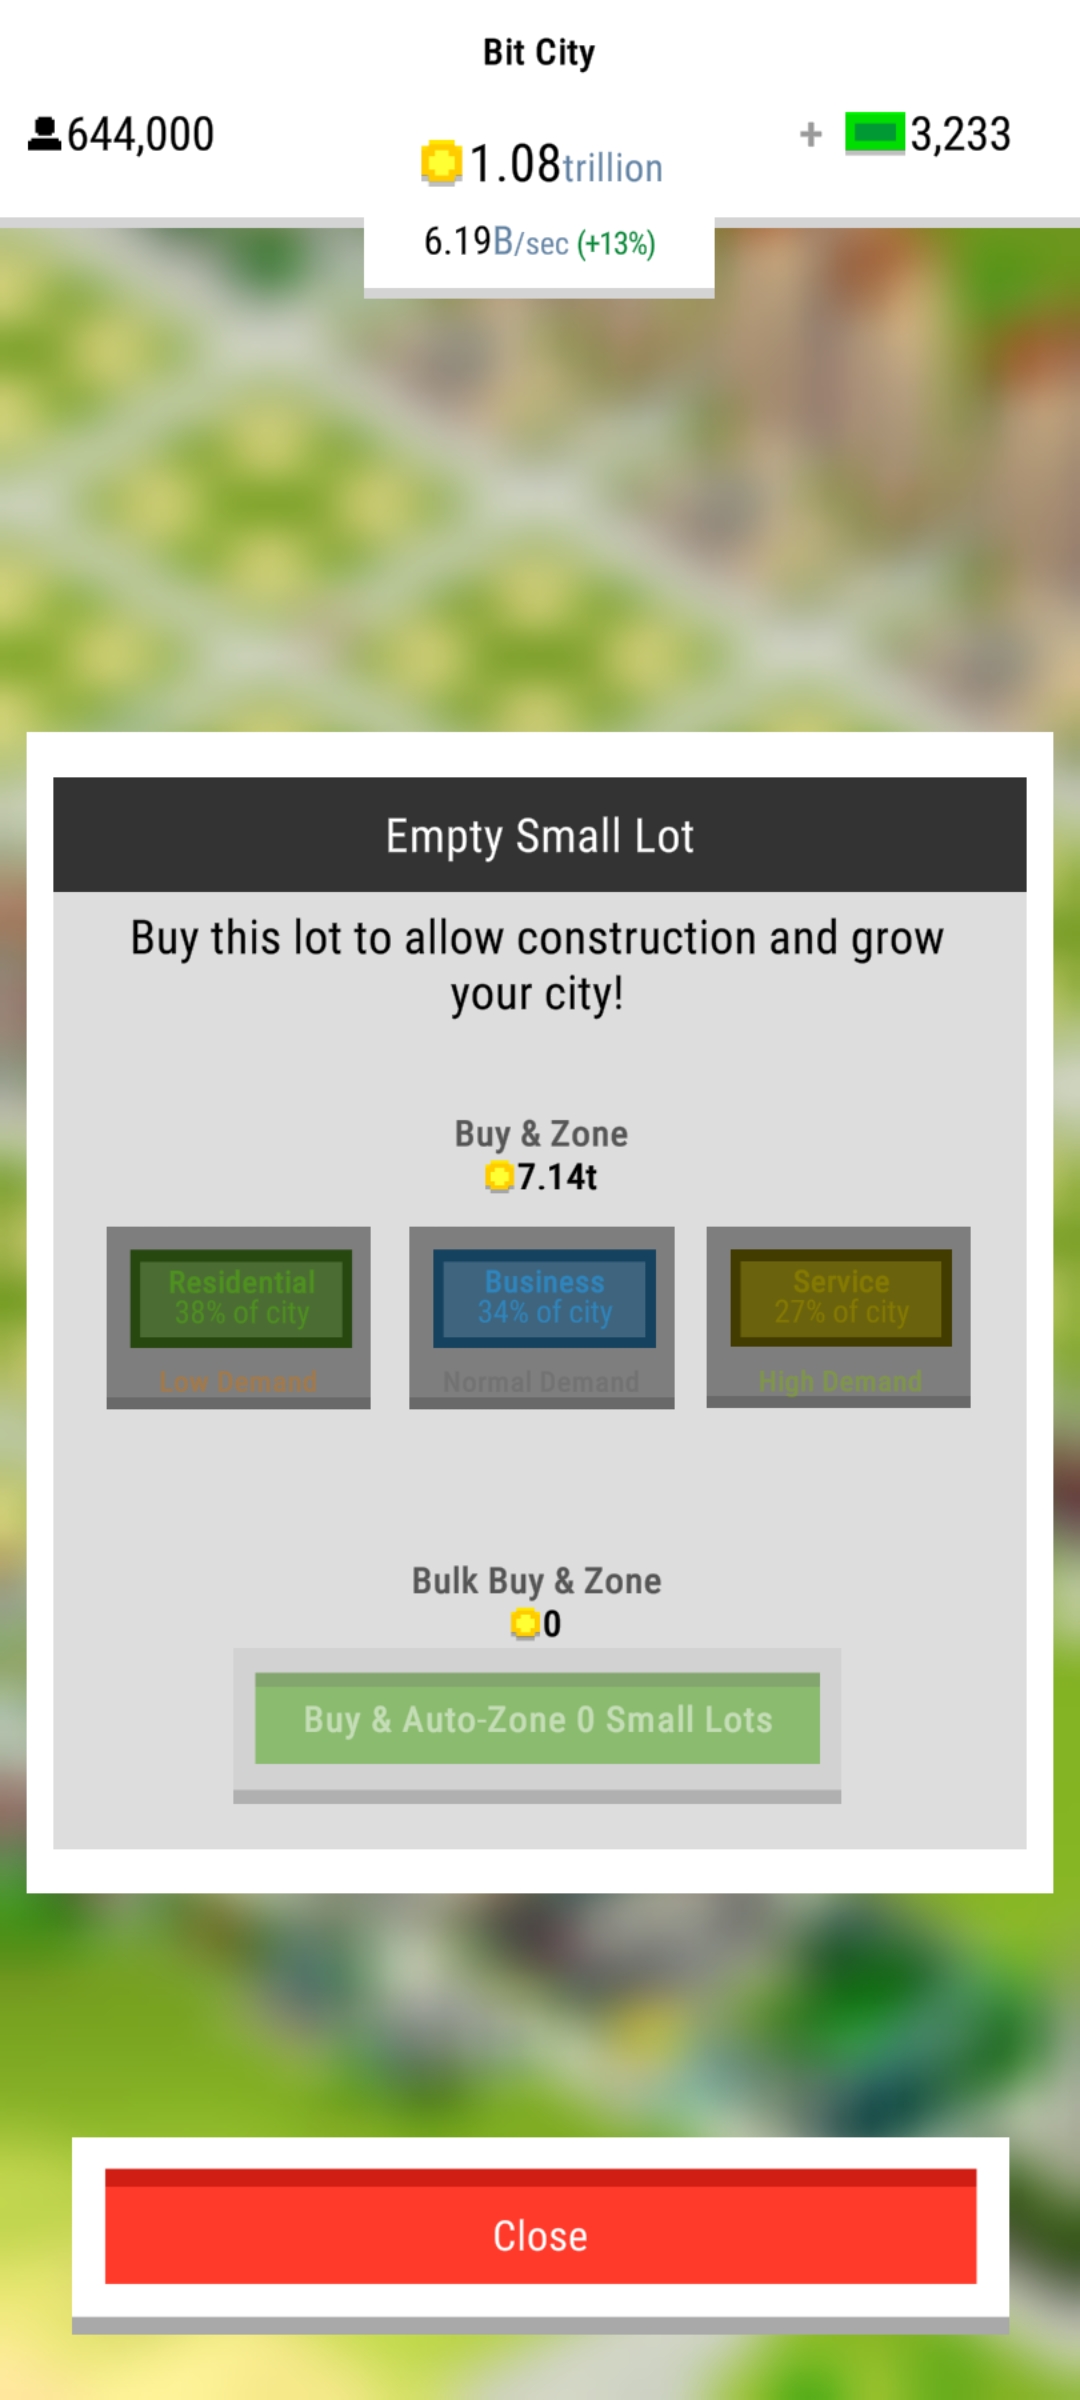 Bit City
644,000
1.08trillion
+ 3,233
6.19B/sec (+13%)
Empty Small Lot
Buy this lot to allow construction and grow
your city!
Buy & Zone
7.14t
Residential
38% of city
Low Demand
Business
34% of city
Normal Demand
Service
27% of city
High Demand
Bulk Buy & Zone
0
Buy & Auto-Zone 0 Small Lots
Close